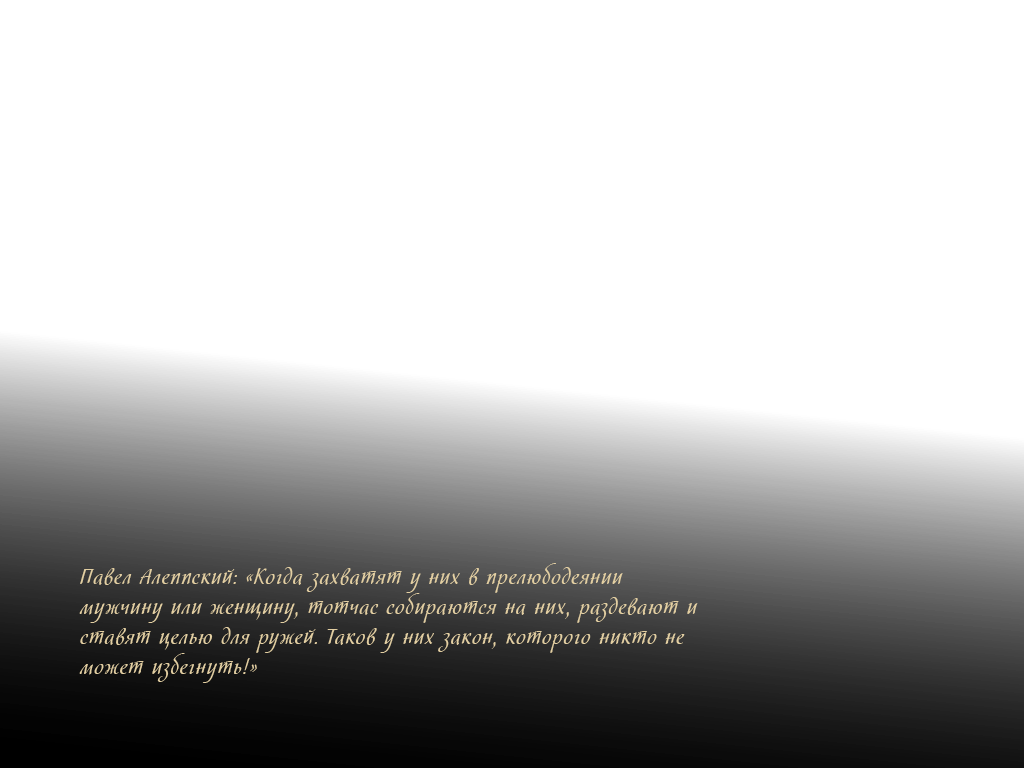 Павел Алеппский: «Когда захватят у них в прелюбодеянии
мужчину или женщину, тотчас собираются на них, раздевают и
ставят целью для ружей. Таков у них закон, которого никто не
может избегнуть!»